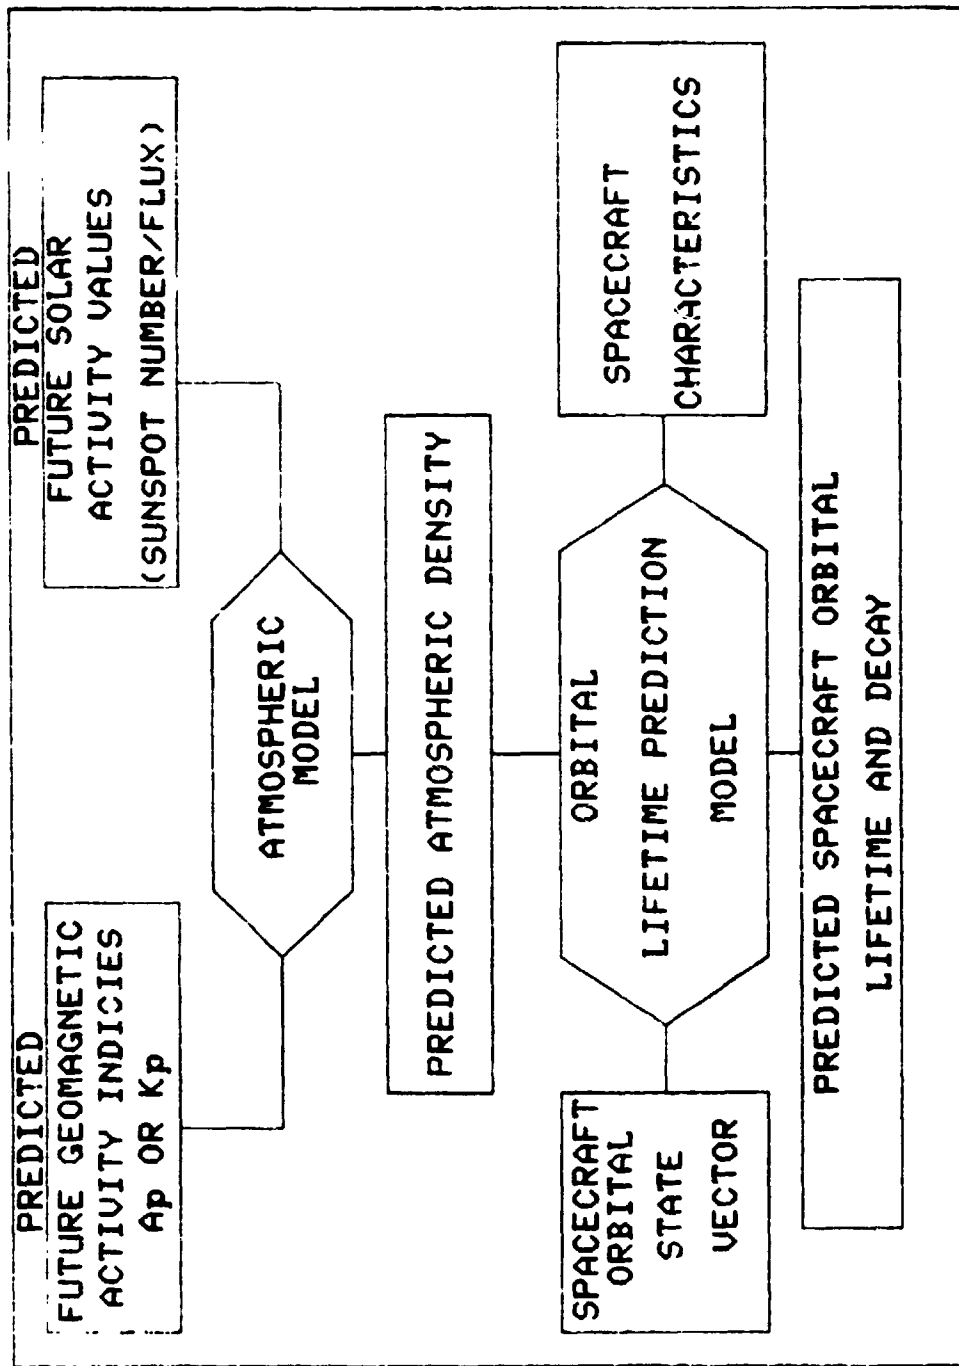 PREDICTED
FUTURE GEOMAGNETIC
ACTIVITY INDICIES
Ap OR Kp
PREDICTED
FUTURE SOLAR
ACTIVITY VALUES
(SUNSPOT NUMBER/FLUX)
ATMOSPHERIC
MODEL
PREDICTED ATMOSPHERIC DENSITY
SPACECRAFT
ORBITAL
STATE
VECTOR
ORBITAL
LIFETIME PREDICTION
MODEL
SPACECRAFT
CHARACTERISTICS
PREDICTED SPACECRAFT ORBITAL
LIFETIME AND DECAY